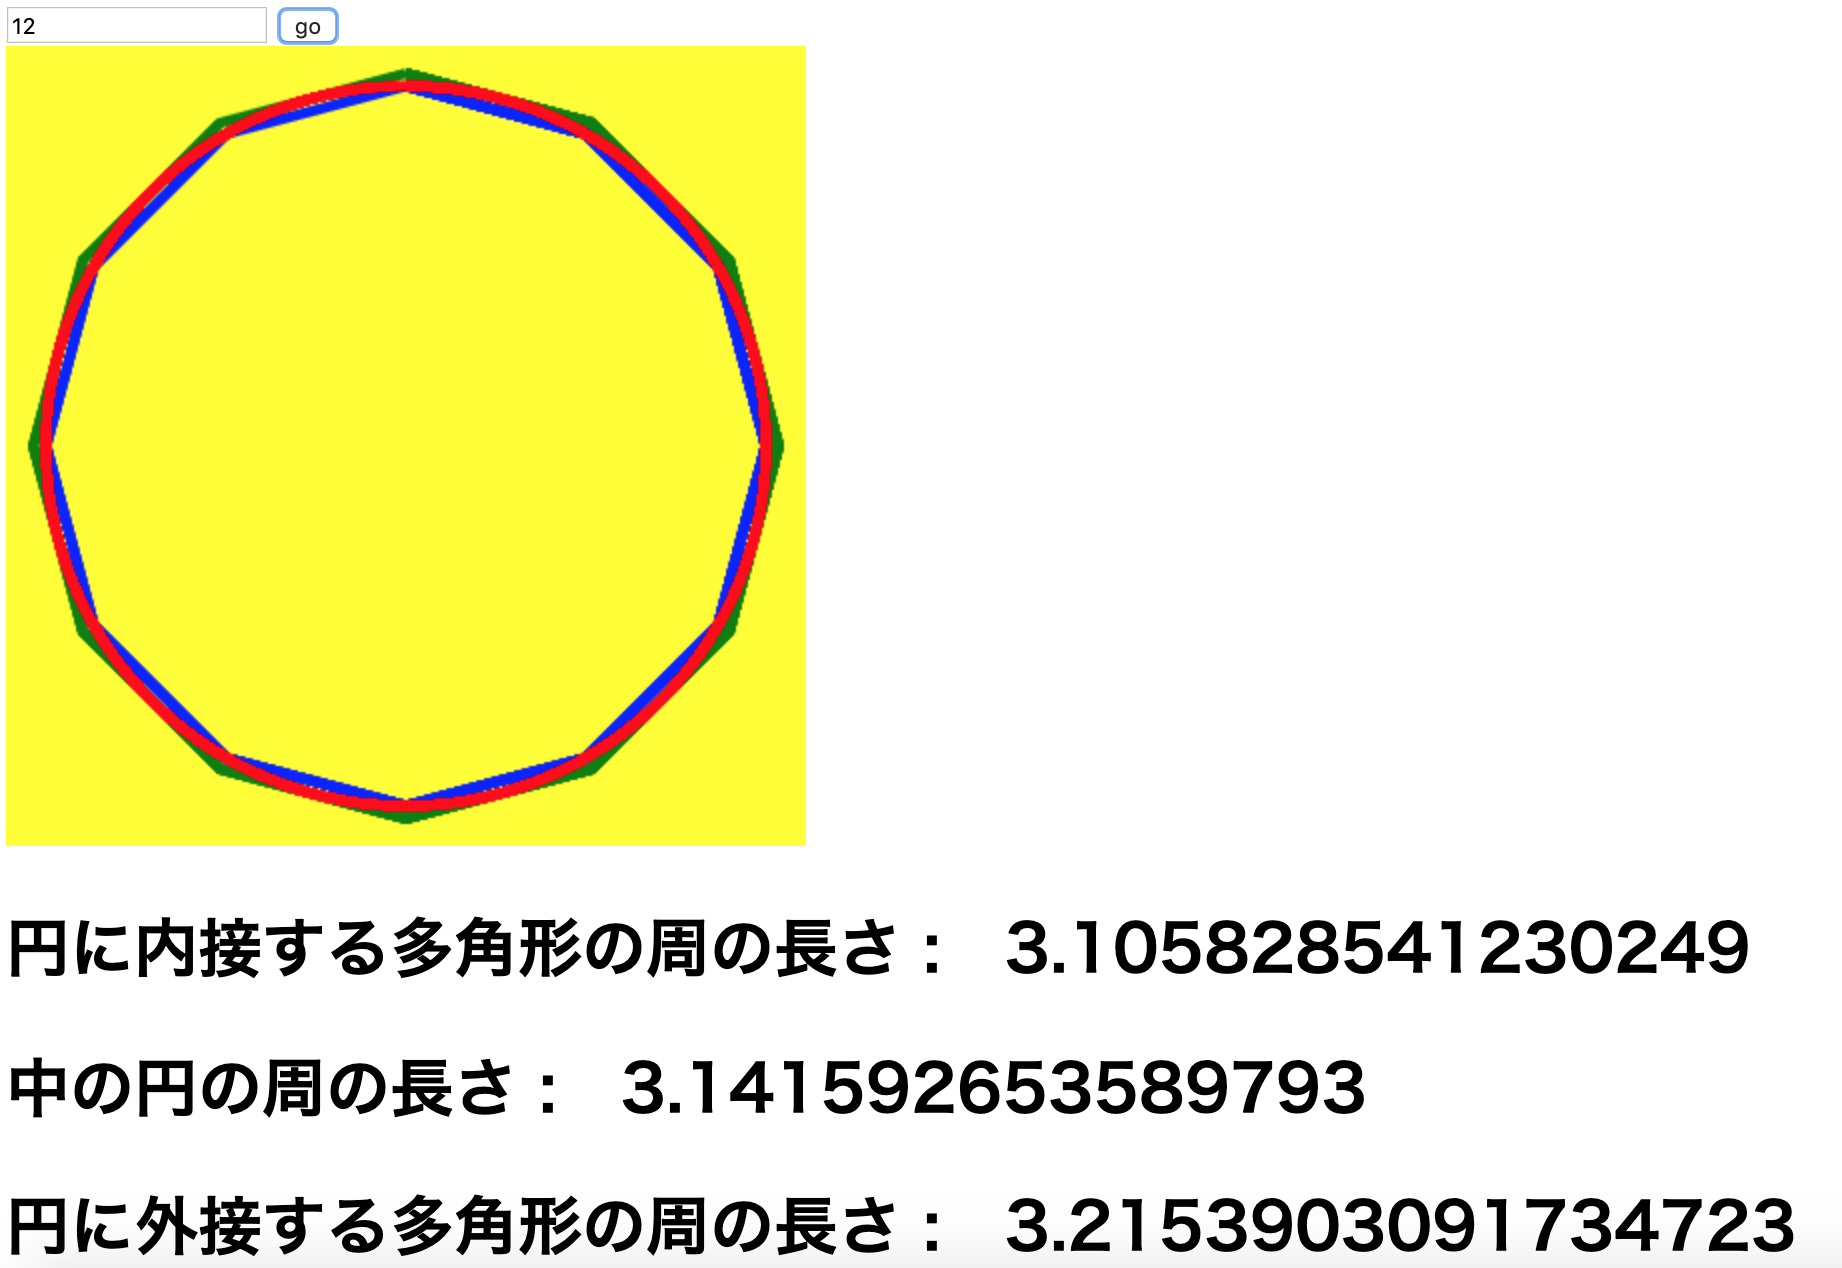 12 go
円に内接する多角形の周の長さ： 3.105828541230249
中の円の周の長さ： 3.141592653589793
円に外接する多角形の周の長さ： 3.2153903091734723